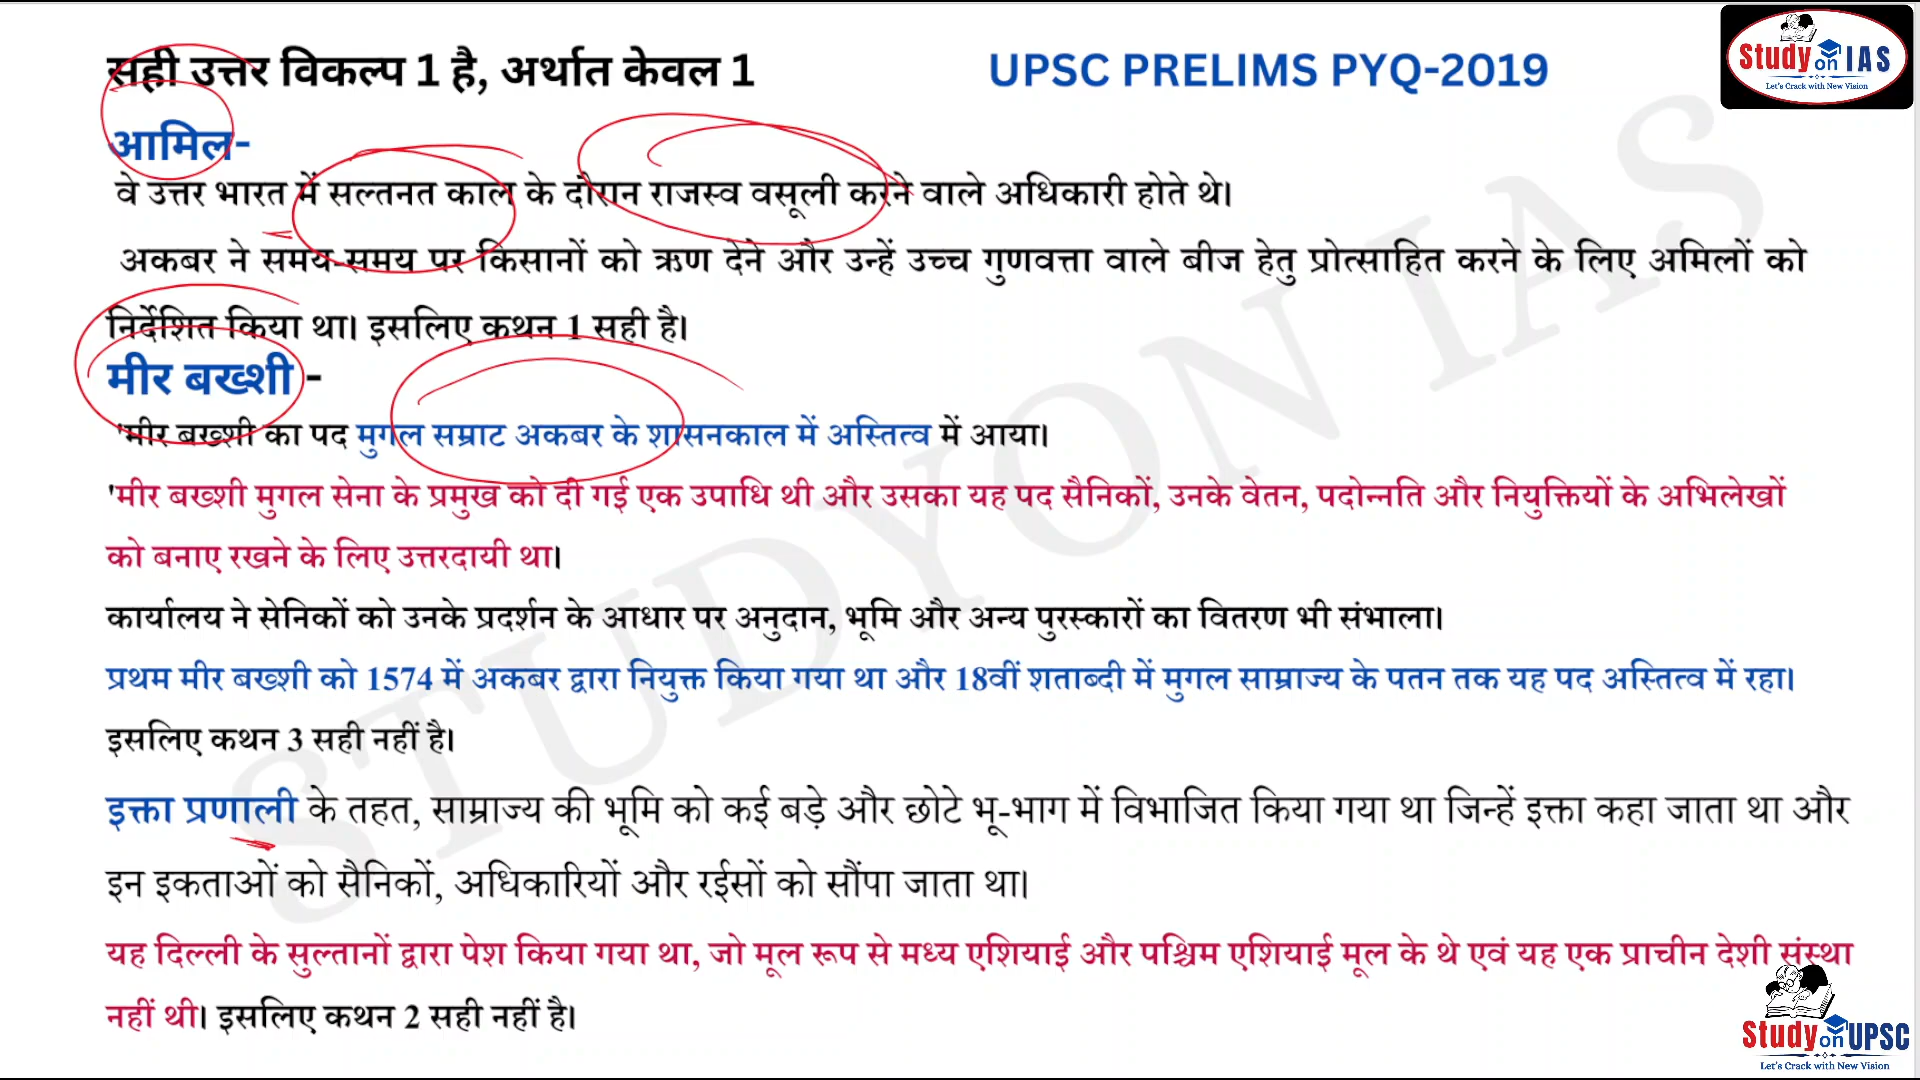 सही उत्तर विकल्प 1 है, अर्थात केवल 1
UPSC PRELIMS PYQ-2019
Study on IAS
Let's Crack with New Vision
आमिल-
वे उत्तर भारत में सल्तनत काल के दौरान राजस्व वसूली करने वाले अधिकारी होते थे।
अकबर ने समय-समय पर किसानों को ऋण देने और उन्हें उच्च गुणवत्ता वाले बीज हेतु प्रोत्साहित करने के लिए अमिलों को
निर्देशित किया था। इसलिए कथन 1 सही है।
मीर बख्शी -
'मीर बख्शी का पद मुगल सम्राट अकबर के शासनकाल में अस्तित्व में आया।
'मीर बख्शी मुगल सेना के प्रमुख को दी गई एक उपाधि थी और उसका यह पद सैनिकों, उनके वेतन, पदोन्नति और नियुक्तियों के अभिलेखों
को बनाए रखने के लिए उत्तरदायी था।
कार्यालय ने सेनिकों को उनके प्रदर्शन के आधार पर अनुदान, भूमि और अन्य पुरस्कारों का वितरण भी संभाला।
प्रथम मीर बख्शी को 1574 में अकबर द्वारा नियुक्त किया गया था और 18वीं शताब्दी में मुगल साम्राज्य के पतन तक यह पद अस्तित्व में रहा।
इसलिए कथन 3 सही नहीं है।
इक्ता प्रणाली के तहत, साम्राज्य की भूमि को कई बड़े और छोटे भू-भाग में विभाजित किया गया था जिन्हें इक्ता कहा जाता था और
इन इकताओं को सैनिकों, अधिकारियों और रईसों को सौंपा जाता था।
यह दिल्ली के सुल्तानों द्वारा पेश किया गया था, जो मूल रूप से मध्य एशियाई और पश्चिम एशियाई मूल के थे एवं यह एक प्राचीन देशी संस्था
नहीं थी। इसलिए कथन 2 सही नहीं है।
STUDYON IAS
Study on UPSC
Let's Crack with New Vision